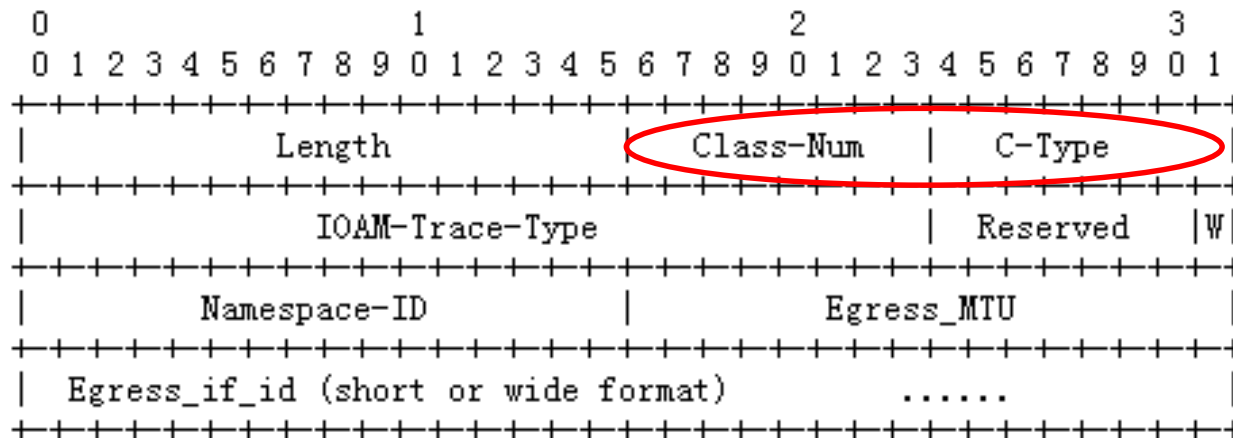 0 1 2 3
0 1 2 3 4 5 6 7 8 9 0 1 2 3 4 5 6 7 8 9 0 1 2 3 4 5 6 7 8 9 0 1
+-+-+-+-+-+-+-+-+-+-+-+-+-+-+-+-+-+-+-+-+-+-+-+-+-+-+-+-+-+-+-+-
| Length | Class-Num | C-Type |
+-+-+-+-+-+-+-+-+-+-+-+-+-+-+-+-+-+-+-+-+-+-+-+-+-+-+-+-+-+-+-+-
| IOAM-Trace-Type | Reserved |W|
+-+-+-+-+-+-+-+-+-+-+-+-+-+-+-+-+-+-+-+-+-+-+-+-+-+-+-+-+-+-+-+-
| Namespace-ID | Egress_MTU |
+-+-+-+-+-+-+-+-+-+-+-+-+-+-+-+-+-+-+-+-+-+-+-+-+-+-+-+-+-+-+-+-
| Egress_if_id (short or wide format) ...... |
+-+-+-+-+-+-+-+-+-+-+-+-+-+-+-+-+-+-+-+-+-+-+-+-+-+-+-+-+-+-+-+-